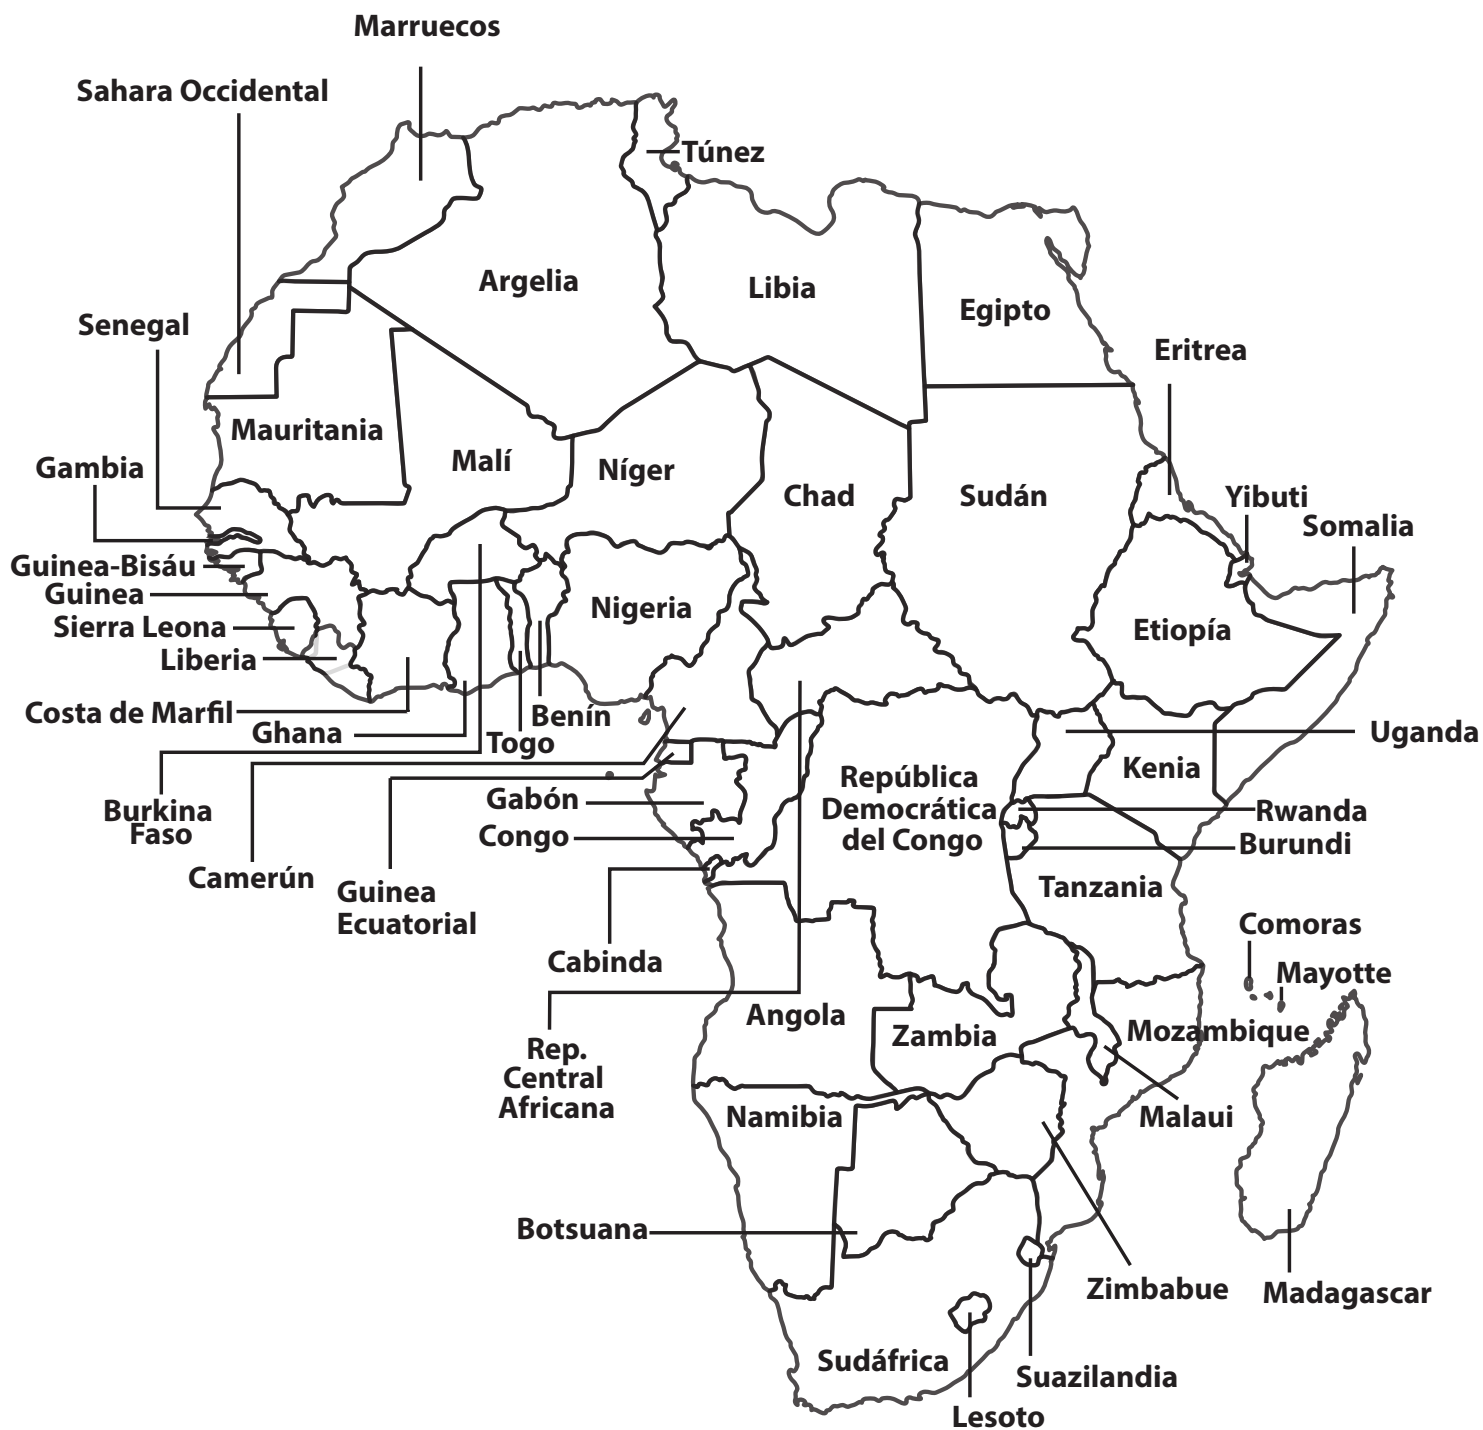 Marruecos
Sahara Occidental
Túnez
Argelia
Libia
Egipto
Senegal
Eritrea
Mauritania
Malí
Níger
Gambia
Chad
Sudán
Yibuti
Somalia
Guinea-Bisáu
Guinea
Nigeria
Sierra Leona
Etiopía
Liberia
Costa de Marfil
Benín
Ghana
Togo
Uganda
Kenia
República
Democrática
del Congo
Gabón
Burkina
Faso
Congo
Rwanda
Burundi
Camerún
Guinea
Ecuatorial
Tanzania
Comoras
Cabinda
Mayotte
Angola
Zambia
Mozambique
Rep.
Central
Africana
Namibia
Malaui
Botsuana
Zimbabue
Madagascar
Sudáfrica
Suazilandia
Lesoto